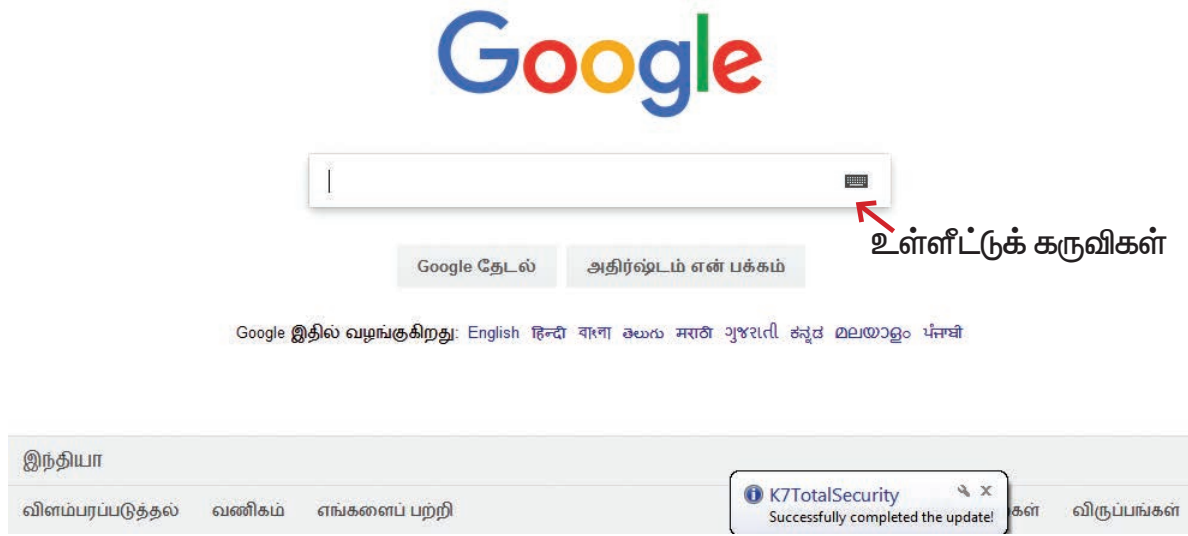 Google
உள்ளீட்டுக் கருவிகள்
Google தேடல் அதிர்ஷ்டம் என் பக்கம்
Google இதில் வழங்குகிறது: English हिन्दी বাংলা తెలుగు मराठी ગુજરાતી ಕನ್ನಡ മലയാളം ਪੰਜਾਬੀ
இந்தியா
K7TotalSecurity
விளம்பரப்படுத்தல் வணிகம் எங்களைப் பற்றி விருப்பங்கள்
Successfully completed the update!